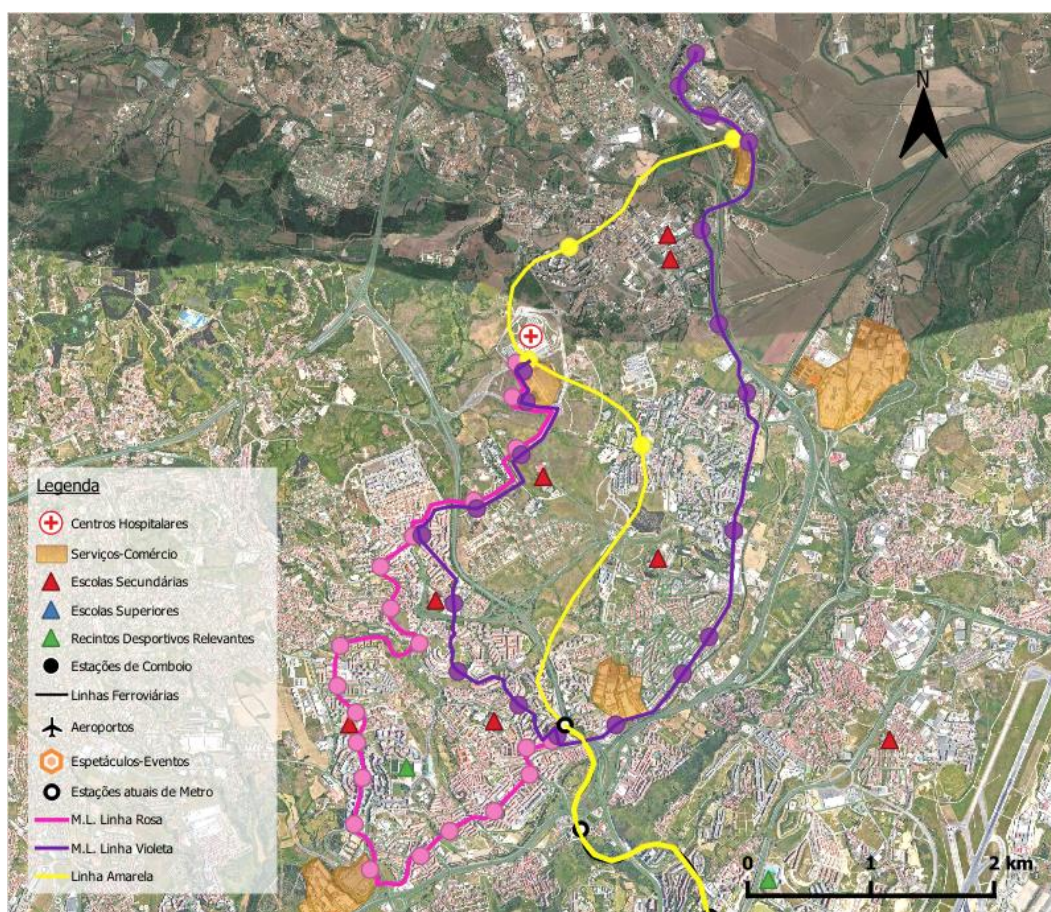 N
Legenda
Centros Hospitalares
Serviços-Comércio
Escolas Secundárias
Escolas Superiores
Recintos Desportivos Relevantes
Estações de Comboio
Linhas Ferroviárias
Aeroportos
Espetáculos-Eventos
Estações atuais de Metro
M.L. Linha Rosa
M.L. Linha Violeta
Linha Amarela
0 1 2 km